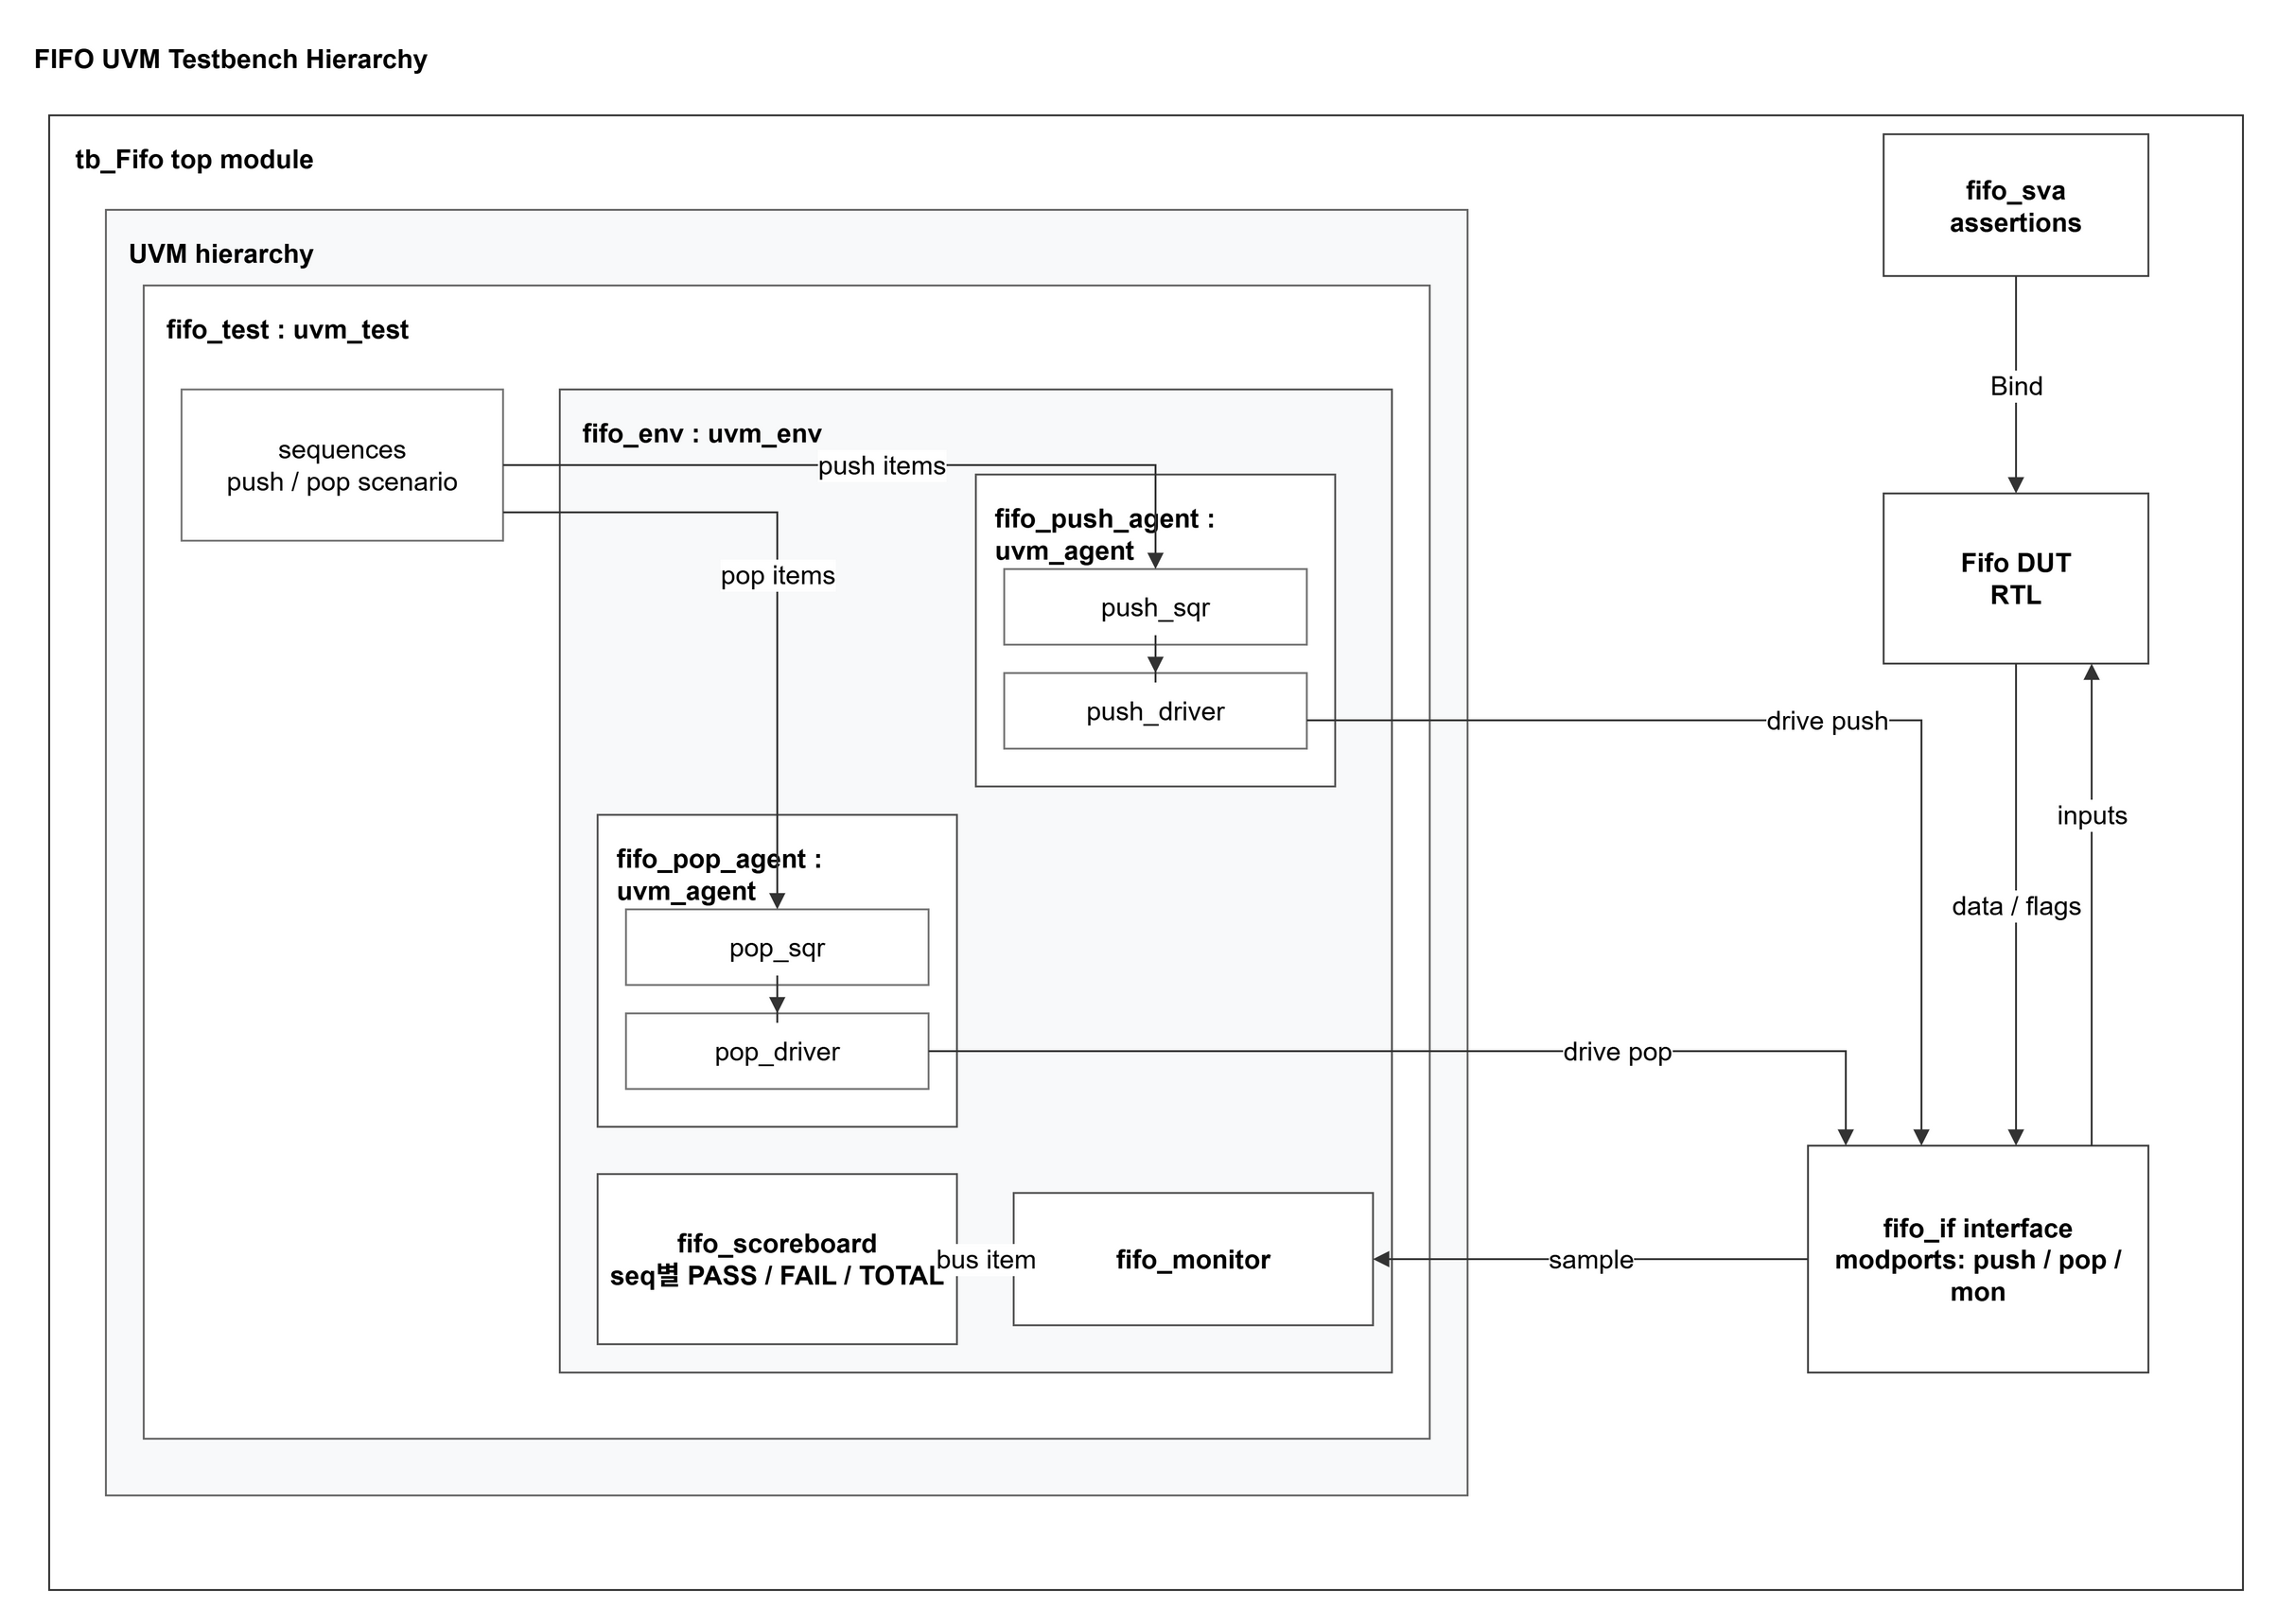 FIFO UVM Testbench Hierarchy
tb_Fifo top module
fifo_sva
assertions
UVM hierarchy
fifo_test : uvm_test
Bind
sequences
push / pop scenario
fifo_env : uvm_env
push items
fifo_push_agent :
uvm_agent
Fifo DUT
RTL
pop items
push_sqr
push_driver
drive push
inputs
fifo_pop_agent :
uvm_agent
data / flags
pop_sqr
pop_driver
drive pop
fifo_scoreboard
seq별 PASS / FAIL / TOTAL
bus item
fifo_monitor
sample
fifo_if interface
modports: push / pop /
mon